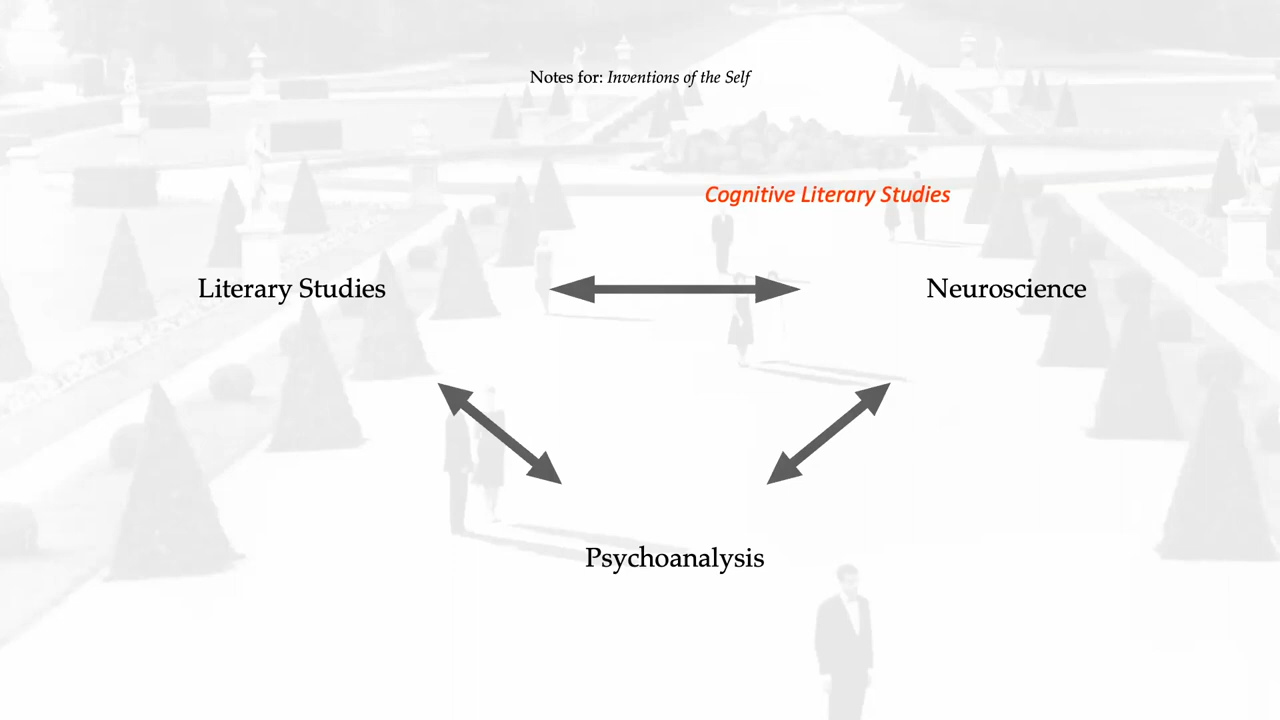 Notes for: Inventions of the Self
Cognitive Literary Studies
Literary Studies
Neuroscience
Psychoanalysis